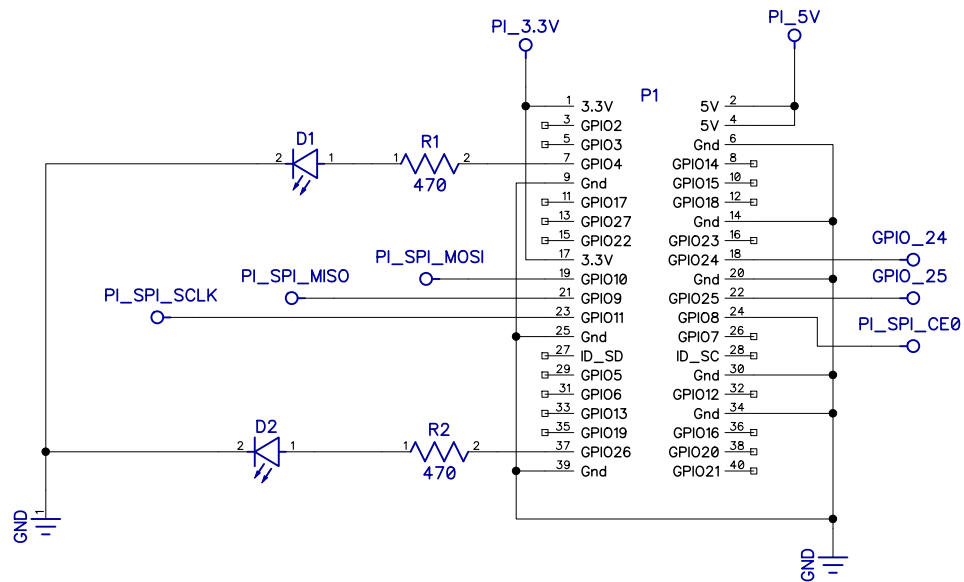 PI_3.3V
PI_5V
P1
1 3.3V 5V 2
3 GPIO2 5V 4
5 GPIO3 Gnd 6
D1
2 1
R1
1 2
470
7 GPIO4 GPIO14 8
9 Gnd GPIO15 10
11 GPIO17 GPIO18 12
13 GPIO27 Gnd 14
15 GPIO22 GPIO23 16
17 3.3V GPIO24 18
GPIO_24
PI_SPI_MOSI
19 GPIO10 Gnd 20
PI_SPI_MISO
21 GPIO9 GPIO25 22
GPIO_25
PI_SPI_SCLK
23 GPIO11 GPIO8 24
PI_SPI_CE0
25 Gnd GPIO7 26
27 ID_SD ID_SC 28
29 GPIO5 Gnd 30
31 GPIO6 GPIO12 32
33 GPIO13 Gnd 34
35 GPIO19 GPIO16 36
D2
2 1
R2
1 2
470
37 GPIO26 GPIO20 38
39 Gnd GPIO21 40
1
GND
GND